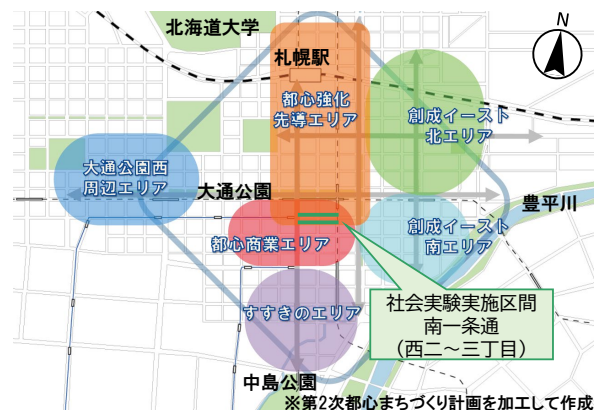 北海道大学
N
札幌駅
都心強化
先導エリア
創成イースト
北エリア
大通公園西
周辺エリア
大通公園
豊平川
都心商業エリア
創成イースト
南エリア
社会実験実施区間
南一条通
（西二～三丁目）
すすきのエリア
中島公園
※第2次都心まちづくり計画を加工して作成